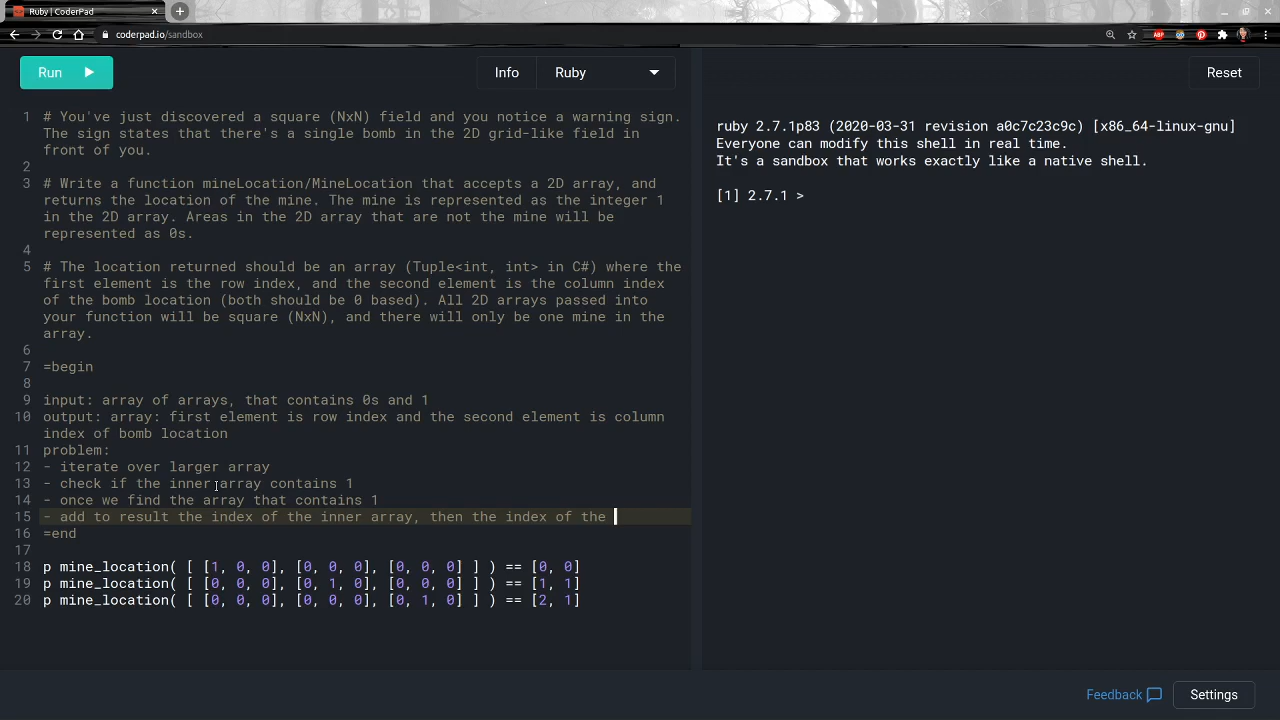 Ruby | CoderPad
coderpad.io/sandbox
ABP
Run
Info
Ruby
Reset
1 # You've just discovered a square (NxN) field and you notice a warning sign.
The sign states that there's a single bomb in the 2D grid-like field in
front of you.
2
3 # Write a function mineLocation/MineLocation that accepts a 2D array, and
returns the location of the mine. The mine is represented as the integer 1
in the 2D array. Areas in the 2D array that are not the mine will be
represented as 0s.
4
5 # The location returned should be an array (Tuple<int, int> in C#) where the
first element is the row index, and the second element is the column index
of the bomb location (both should be 0 based). All 2D arrays passed into
your function will be square (NxN), and there will only be one mine in the
array.
6
7 =begin
8
9 input: array of arrays, that contains 0s and 1
10 output: array: first element is row index and the second element is column
index of bomb location
11 problem:
12 - iterate over larger array
13 - check if the inner array contains 1
14 - once we find the array that contains 1
15 - add to result the index of the inner array, then the index of the
16 =end
17
18 p mine_location( [ [1, 0, 0], [0, 0, 0], [0, 0, 0] ] ) == [0, 0]
19 p mine_location( [ [0, 0, 0], [0, 1, 0], [0, 0, 0] ] ) == [1, 1]
20 p mine_location( [ [0, 0, 0], [0, 0, 0], [0, 1, 0] ] ) == [2, 1]
ruby 2.7.1p83 (2020-03-31 revision a0c7c23c9c) [x86_64-linux-gnu]
Everyone can modify this shell in real time.
It's a sandbox that works exactly like a native shell.
[1] 2.7.1 >
Feedback
Settings